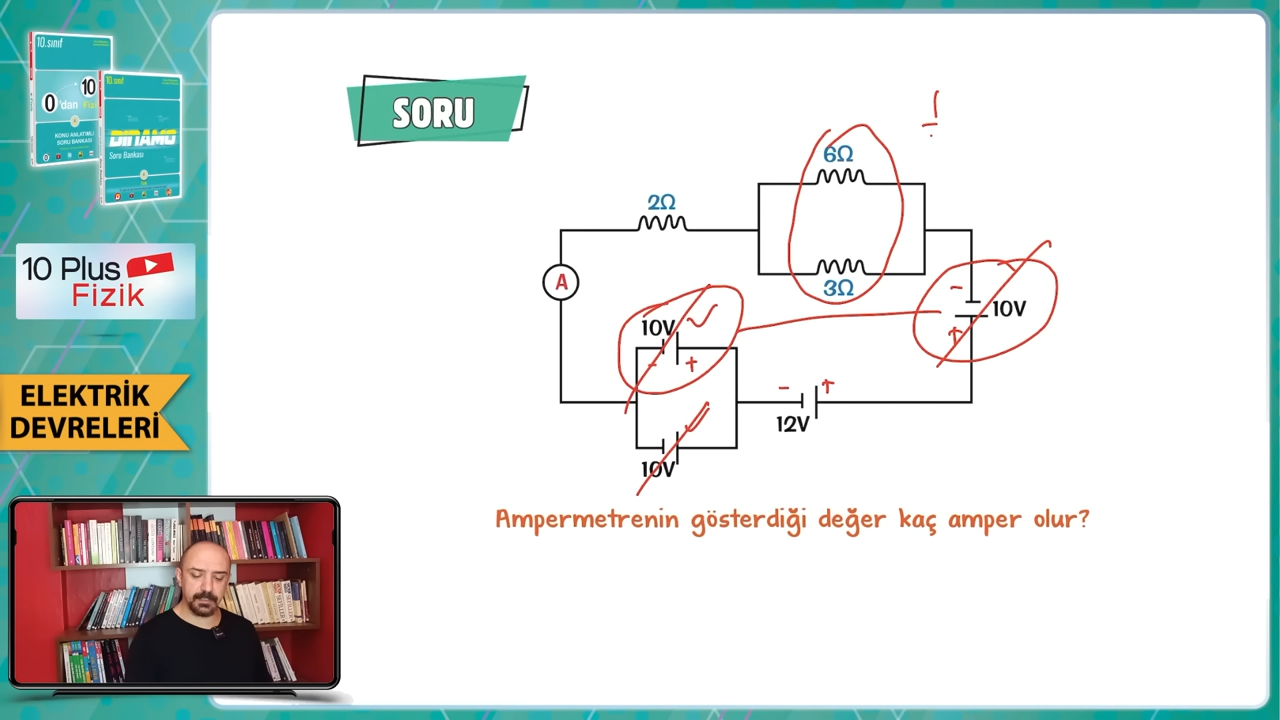 10.sınıf
0'dan 10
Fizik
KONU ANLATIMLI
SORU BANKASI
10.sınıf
DİNAMO
Soru Bankası
10 Plus
Fizik
ELEKTRİK
DEVRELERİ
SORU
!
6Ω
2Ω
3Ω
A
-
10V
+
10V
-
+
-
+
12V
10V
Ampermetrenin gösterdiği değer kaç amper olur?